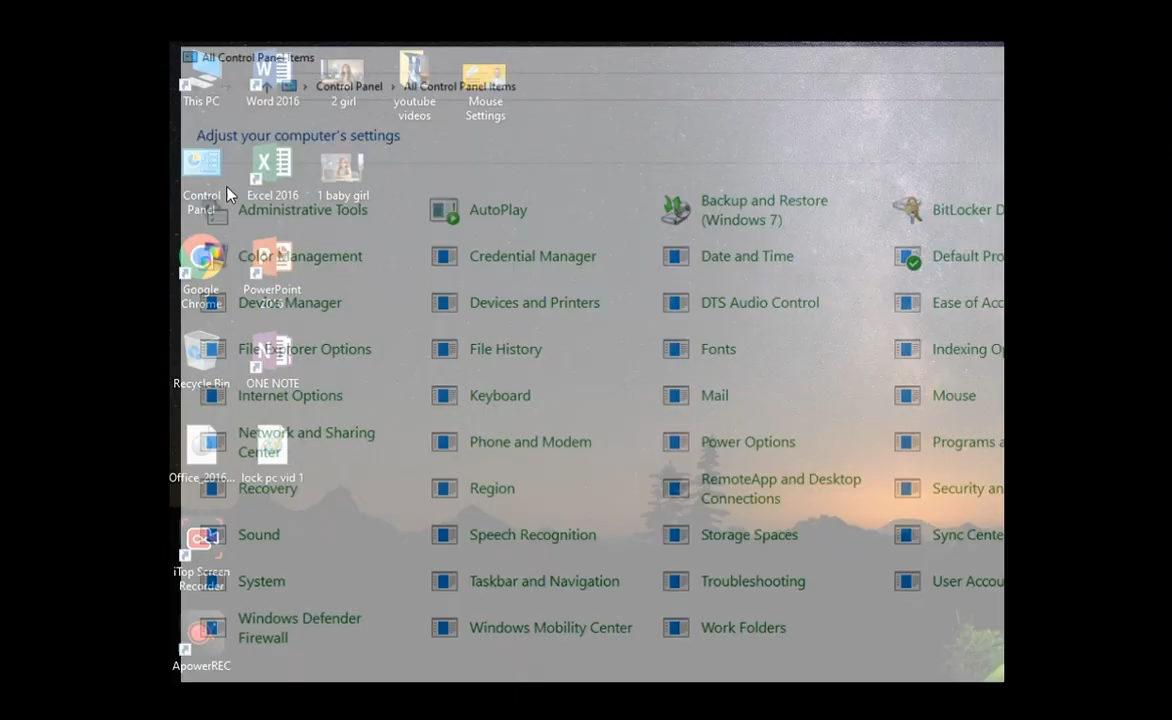 All Control Panel Items
Control Panel
All Control Panel Items
This PC
Word 2016
2 girl
youtube
videos
Mouse
Settings
Adjust your computer's settings
Control
Panel
Excel 2016
1 baby girl
Administrative Tools
AutoPlay
Backup and Restore
(Windows 7)
BitLocker D
Color Management
Credential Manager
Date and Time
Default Pro
Google
Chrome
PowerPoint
Device Manager
Devices and Printers
DTS Audio Control
Ease of Acc
File Explorer Options
File History
Fonts
Indexing Op
Recycle Bin
ONE NOTE
Internet Options
Keyboard
Mail
Mouse
Network and Sharing
Center
Phone and Modem
Power Options
Programs a
Office_2016...
lock pc vid 1
Recovery
Region
RemoteApp and Desktop
Connections
Security an
Sound
Speech Recognition
Storage Spaces
Sync Cente
iTop Screen
Recorder
System
Taskbar and Navigation
Troubleshooting
User Accou
Windows Defender
Firewall
Windows Mobility Center
Work Folders
ApowerREC